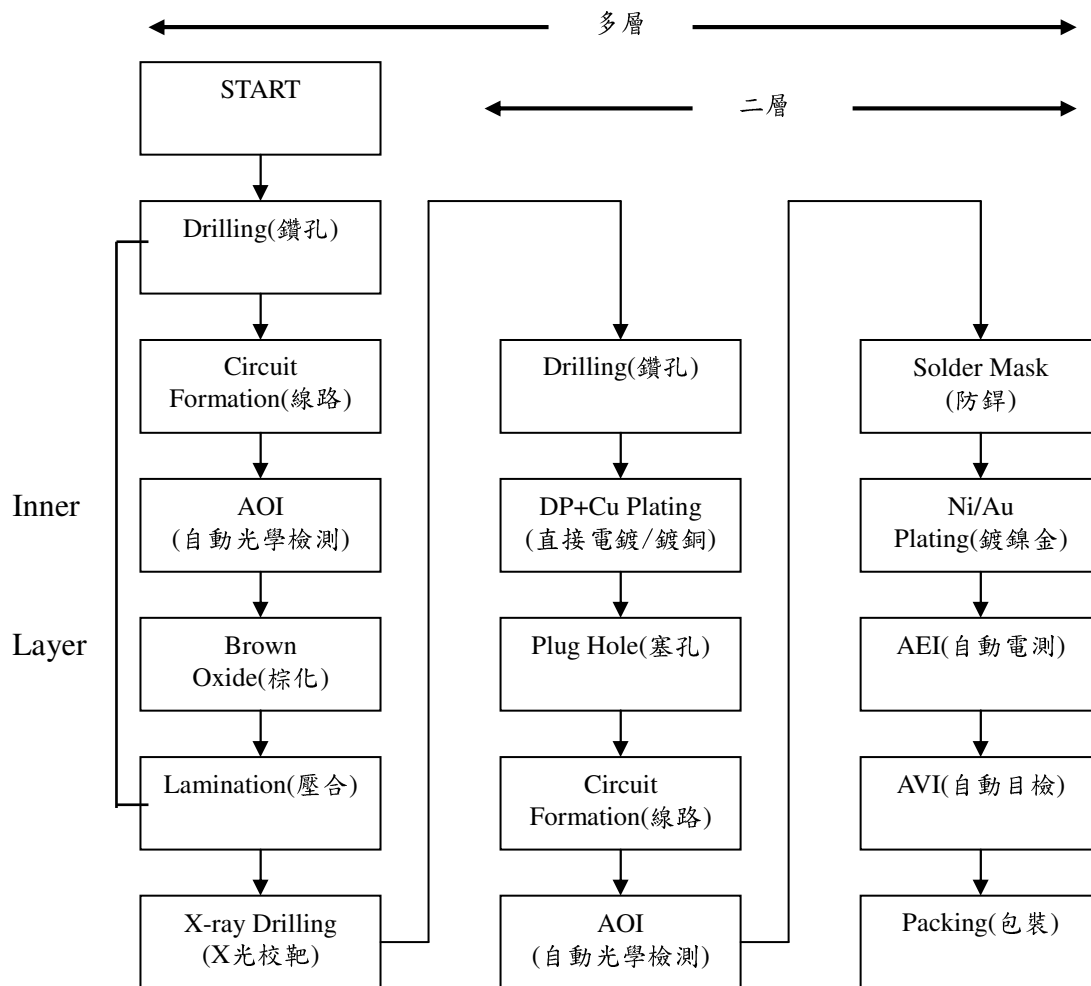 多層
二層
START
Drilling(鑽孔)
Circuit
Formation(線路)
AOI
(自動光學檢測)
Brown
Oxide(棕化)
Lamination(壓合)
X-ray Drilling
(X光校靶)
Inner
Layer
Drilling(鑽孔)
DP+Cu Plating
(直接電鍍/鍍銅)
Plug Hole(塞孔)
Circuit
Formation(線路)
AOI
(自動光學檢測)
Solder Mask
(防銲)
Ni/Au
Plating(鍍鎳金)
AEI(自動電測)
AVI(自動目檢)
Packing(包裝)